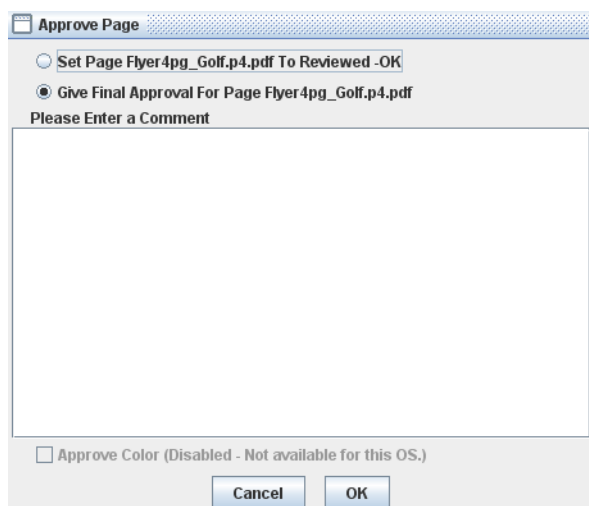 Approve Page
Set Page Flyer4pg_Golf.p4.pdf To Reviewed -OK
Give Final Approval For Page Flyer4pg_Golf.p4.pdf
Please Enter a Comment
Approve Color (Disabled - Not available for this OS.)
Cancel OK